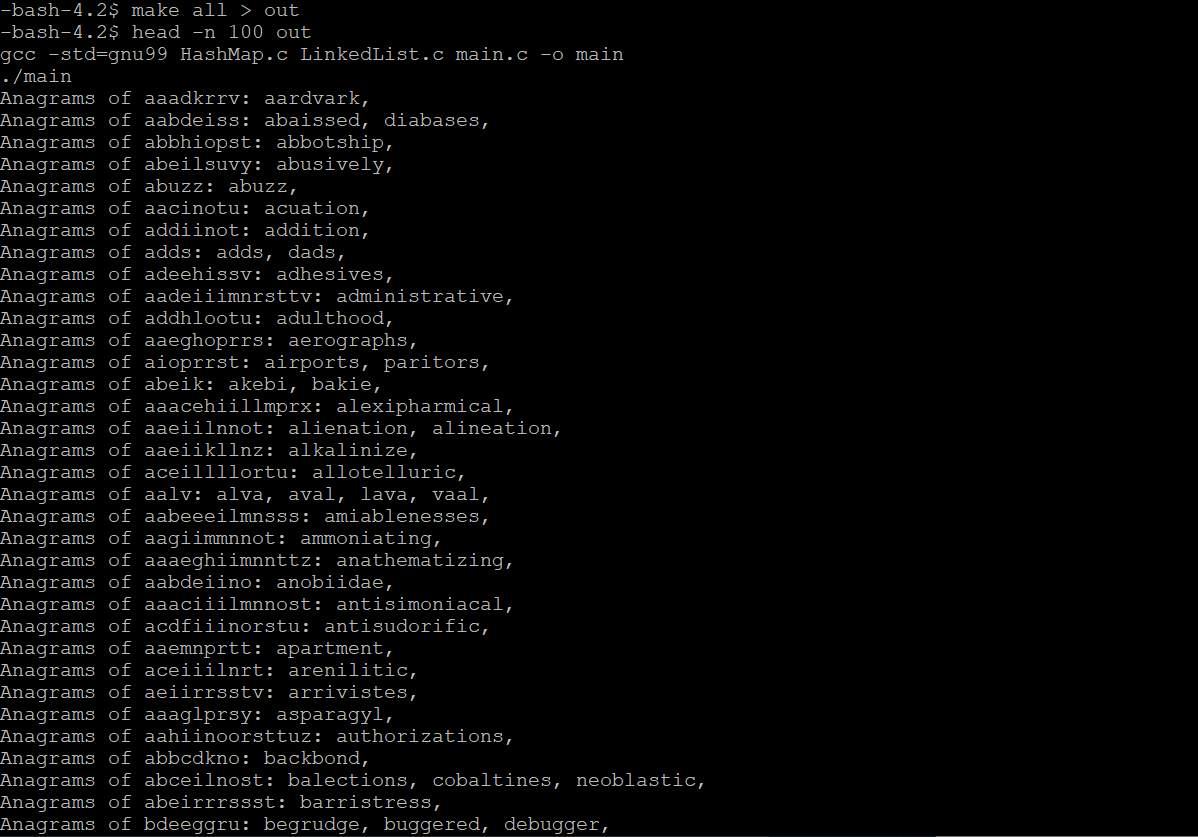 -bash-4.2$ make all > out
-bash-4.2$ head -n 100 out
gcc -std=gnu99 HashMap.c LinkedList.c main.c -o main
./main
Anagrams of aaadkrrv: aardvark,
Anagrams of aabdeiss: abaissed, diabases,
Anagrams of abbhiopst: abbotship,
Anagrams of abeilsuvy: abusively,
Anagrams of abuzz: abuzz,
Anagrams of aacinotu: acuation,
Anagrams of addiinot: addition,
Anagrams of adds: adds, dads,
Anagrams of adeehissv: adhesives,
Anagrams of aadeiiimnrsttv: administrative,
Anagrams of addhlootu: adulthood,
Anagrams of aaeghoprrs: aerographs,
Anagrams of aioprrst: airports, paritors,
Anagrams of abeik: akebi, bakie,
Anagrams of aaacehiillmprx: alexipharmical,
Anagrams of aaeiilnnot: alienation, alineation,
Anagrams of aaeiikllnz: alkalinize,
Anagrams of aceillllortu: allotelluric,
Anagrams of aalv: alva, aval, lava, vaal,
Anagrams of aabeeeilmnsss: amiablenesses,
Anagrams of aagiimmnnot: ammoniating,
Anagrams of aaaeghiimnnttz: anathematizing,
Anagrams of aabdeiino: anobiidae,
Anagrams of aaaciiilmnnost: antisimoniacal,
Anagrams of acdfiiinorstu: antisudorific,
Anagrams of aaemnprtt: apartment,
Anagrams of aceiiilnrt: arenilitic,
Anagrams of aeiirrsstv: arrivistes,
Anagrams of aaaglprsy: asparagyl,
Anagrams of aahiinoorsttuz: authorizations,
Anagrams of abbcdkno: backbond,
Anagrams of abceilnost: balections, cobaltines, neoblastic,
Anagrams of abeirrrssst: barristress,
Anagrams of bdeeggru: begrudge, buggered, debugger,